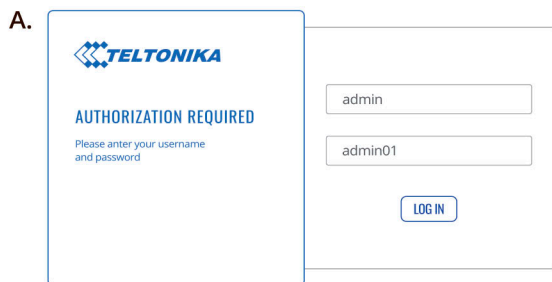 A.
TELTONIKA
AUTHORIZATION REQUIRED
Please anter your username
and password
admin
admin01
LOG IN